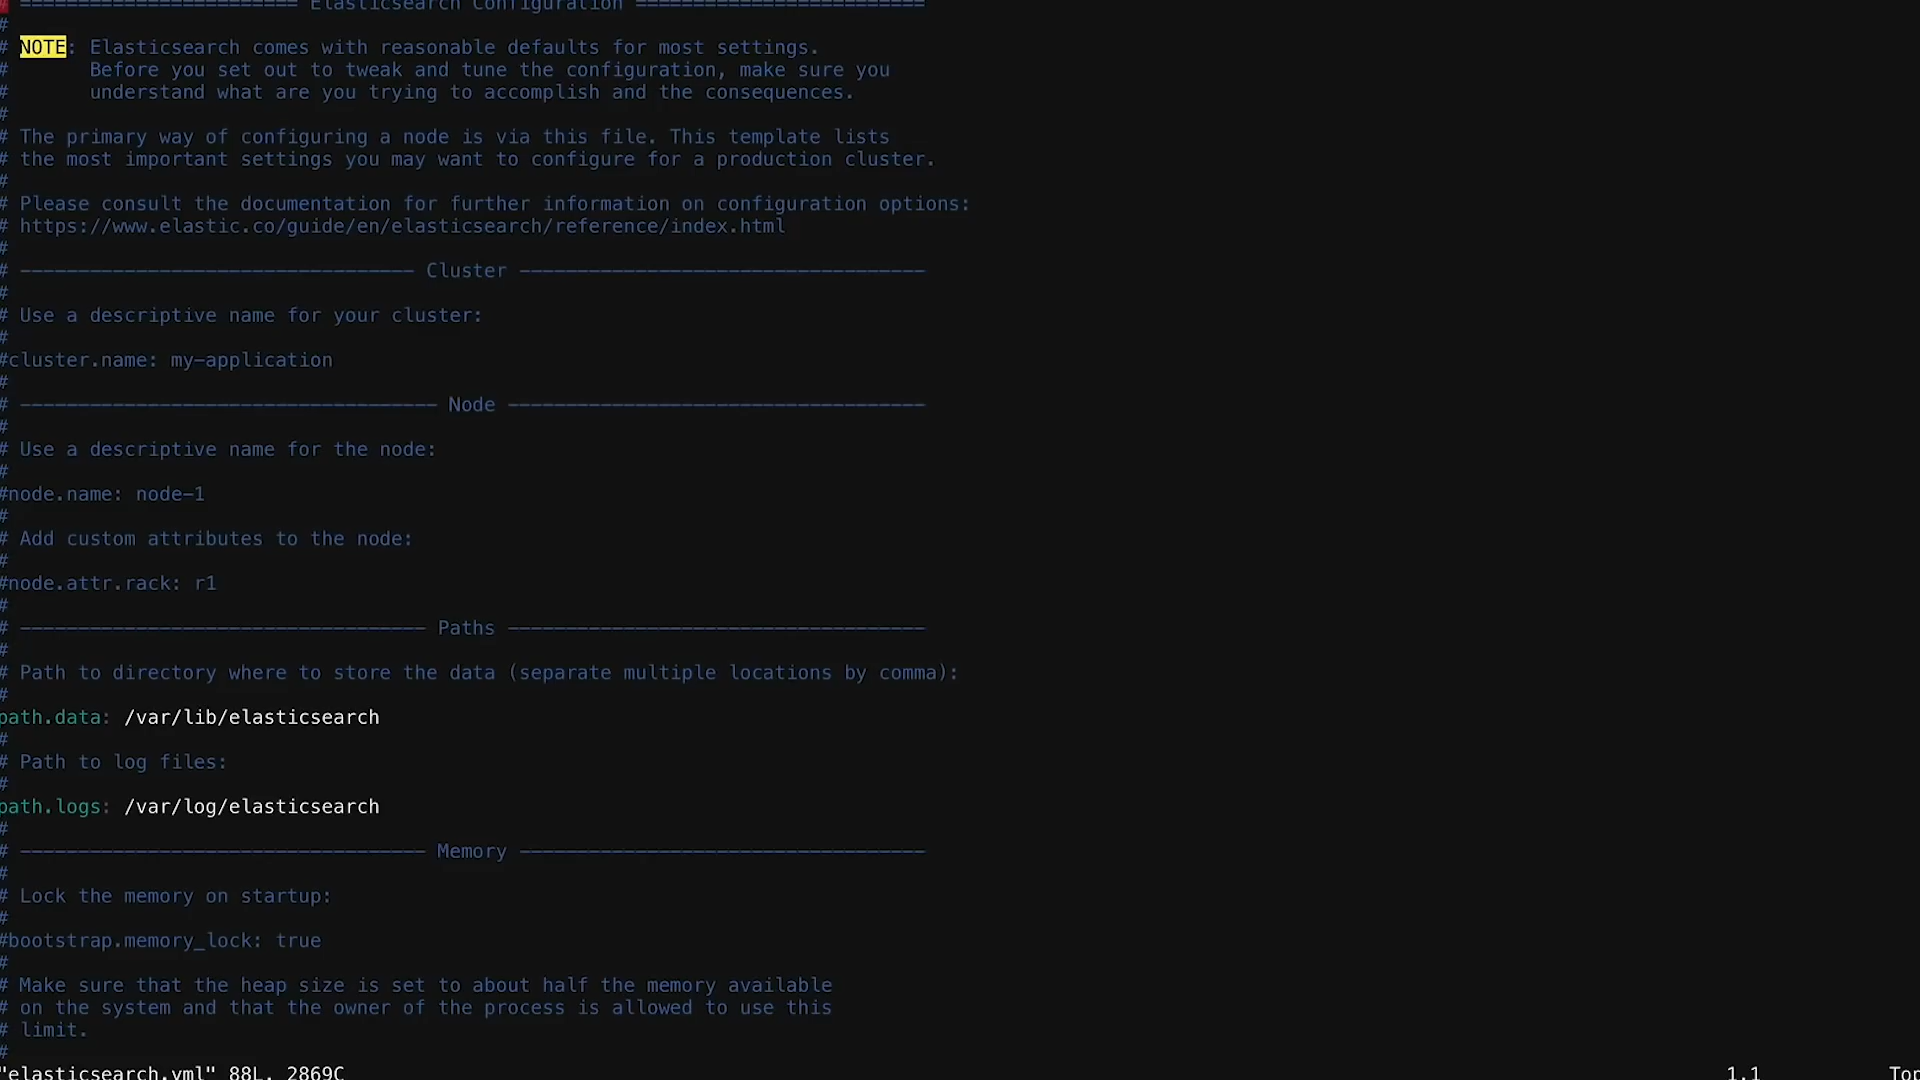 # ======================== Elasticsearch Configuration =========================
#
# NOTE: Elasticsearch comes with reasonable defaults for most settings.
#       Before you set out to tweak and tune the configuration, make sure you
#       understand what are you trying to accomplish and the consequences.
#
# The primary way of configuring a node is via this file. This template lists
# the most important settings you may want to configure for a production cluster.
#
# Please consult the documentation for further information on configuration options:
# https://www.elastic.co/guide/en/elasticsearch/reference/index.html
#
# ---------------------------------- Cluster -----------------------------------
#
# Use a descriptive name for your cluster:
#
#cluster.name: my-application
#
# ------------------------------------ Node ------------------------------------
#
# Use a descriptive name for the node:
#
#node.name: node-1
#
# Add custom attributes to the node:
#
#node.attr.rack: r1
#
# ----------------------------------- Paths ------------------------------------
#
# Path to directory where to store the data (separate multiple locations by comma):
#
path.data: /var/lib/elasticsearch
#
# Path to log files:
#
path.logs: /var/log/elasticsearch
#
# ----------------------------------- Memory -----------------------------------
#
# Lock the memory on startup:
#
#bootstrap.memory_lock: true
#
# Make sure that the heap size is set to about half the memory available
# on the system and that the owner of the process is allowed to use this
# limit.
#
"elasticsearch.yml" 88L, 2869C 1,1 Top